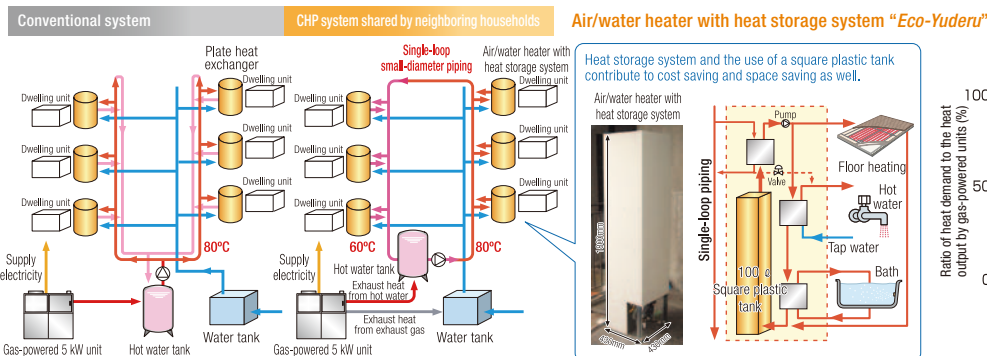 Conventional system
CHP system shared by neighboring households
Air/water heater with heat storage system “Eco-Yuderu”
Plate heat
exchanger
Dwelling unit
Dwelling unit
Dwelling unit
Dwelling unit
Dwelling unit
Dwelling unit
80ºC
Supply
electricity
Gas-powered 5 kW unit
Hot water tank
Water tank
Single-loop
small-diameter piping
Air/water heater with
heat storage system
Dwelling unit
Dwelling unit
Dwelling unit
Dwelling unit
Dwelling unit
Dwelling unit
60ºC
80ºC
Hot water tank
Supply
electricity
Exhaust heat
from hot water
Exhaust heat
from exhaust gas
Gas-powered 5 kW unit
Water tank
Heat storage system and the use of a square plastic tank
contribute to cost saving and space saving as well.
Air/water heater with
heat storage system
430mm
Single-loop piping
Pump
Valve
100 ℓ
Square plastic
tank
Floor heating
Hot
water
Tap water
Bath
Ratio of heat demand to the heat
output by gas-powered units (%)
100
50
0